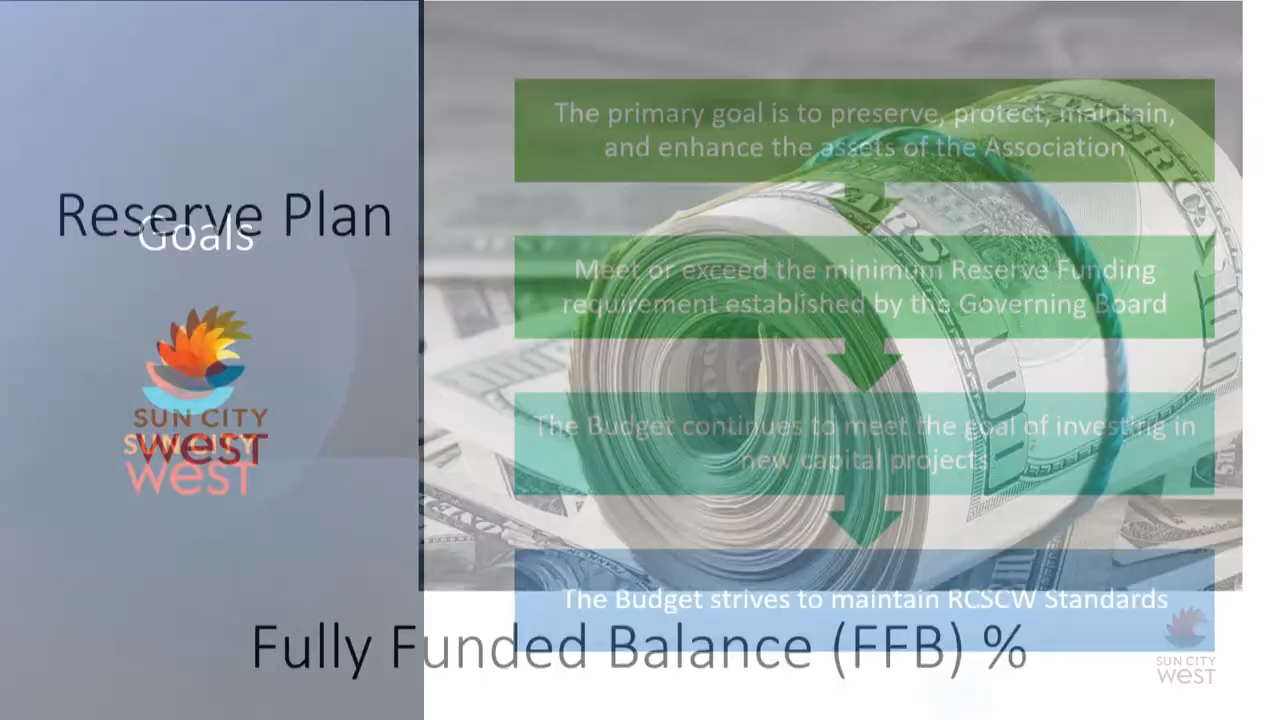 Reserve Plan
Goals
SUN CITY
WEST
SUN CITY
WEST
The primary goal is to preserve, protect, maintain,
and enhance the assets of the Association
Meet or exceed the minimum Reserve Funding
requirement established by the Governing Board
The Budget continues to meet the goal of investing in
new capital projects
The Budget strives to maintain RCSCW Standards
Fully Funded Balance (FFB) %
SUN CITY
WEST